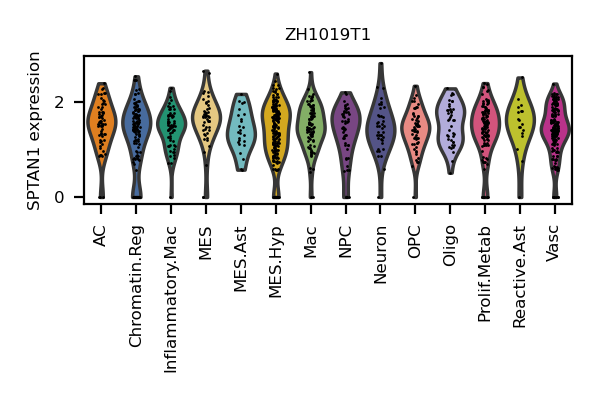 ZH1019T1
SPTAN1 expression
2
0
AC
Chromatin.Reg
Inflammatory.Mac
MES
MES.Ast
MES.Hyp
Mac
NPC
Neuron
OPC
Oligo
Prolif.Metab
Reactive.Ast
Vasc